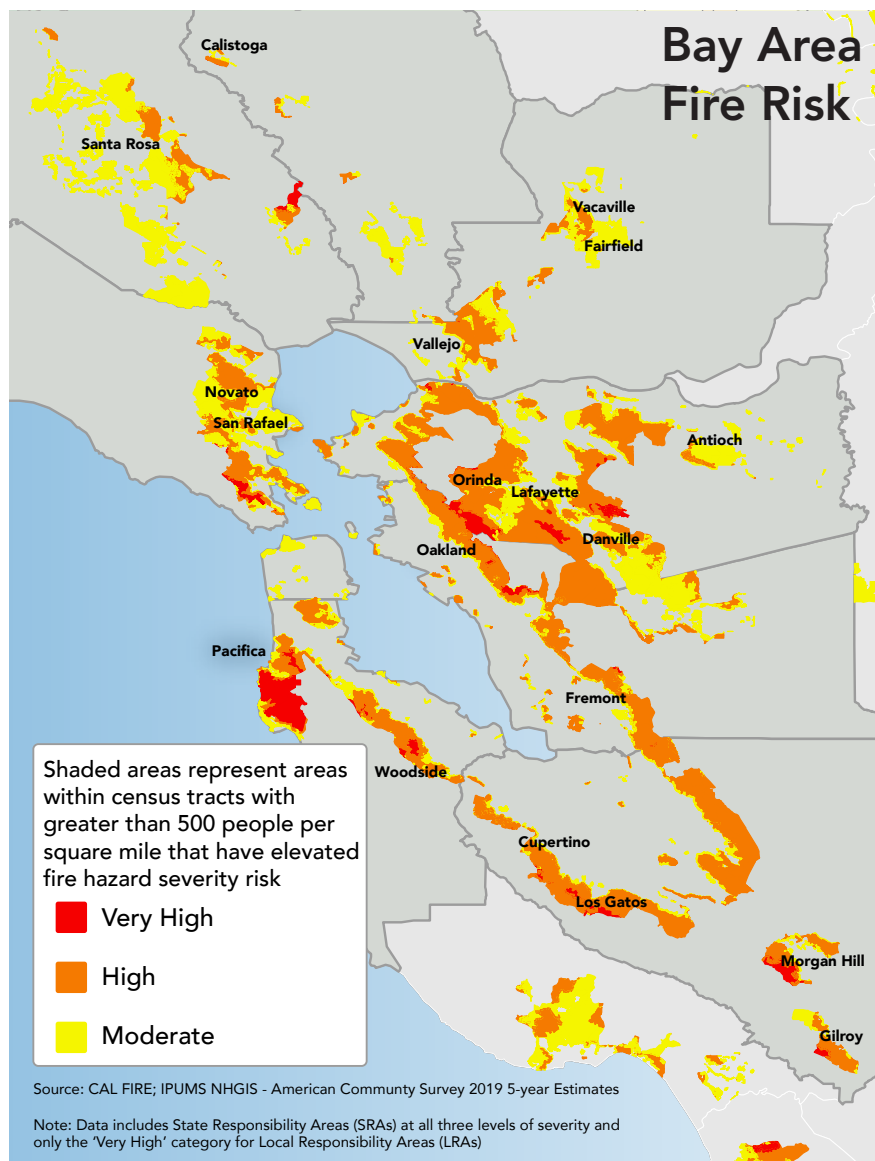 Bay Area
Fire Risk
Calistoga
Santa Rosa
Vacaville
Fairfield
Vallejo
Novato
San Rafael
Antioch
Orinda
Lafayette
Danville
Oakland
Pacifica
Fremont
Woodside
Cupertino
Los Gatos
Morgan Hill
Gilroy
Shaded areas represent areas
within census tracts with
greater than 500 people per
square mile that have elevated
fire hazard severity risk
Very High
High
Moderate
Source: CAL FIRE; IPUMS NHGIS - American Communty Survey 2019 5-year Estimates
Note: Data includes State Responsibility Areas (SRAs) at all three levels of severity and
only the ‘Very High’ category for Local Responsibility Areas (LRAs)